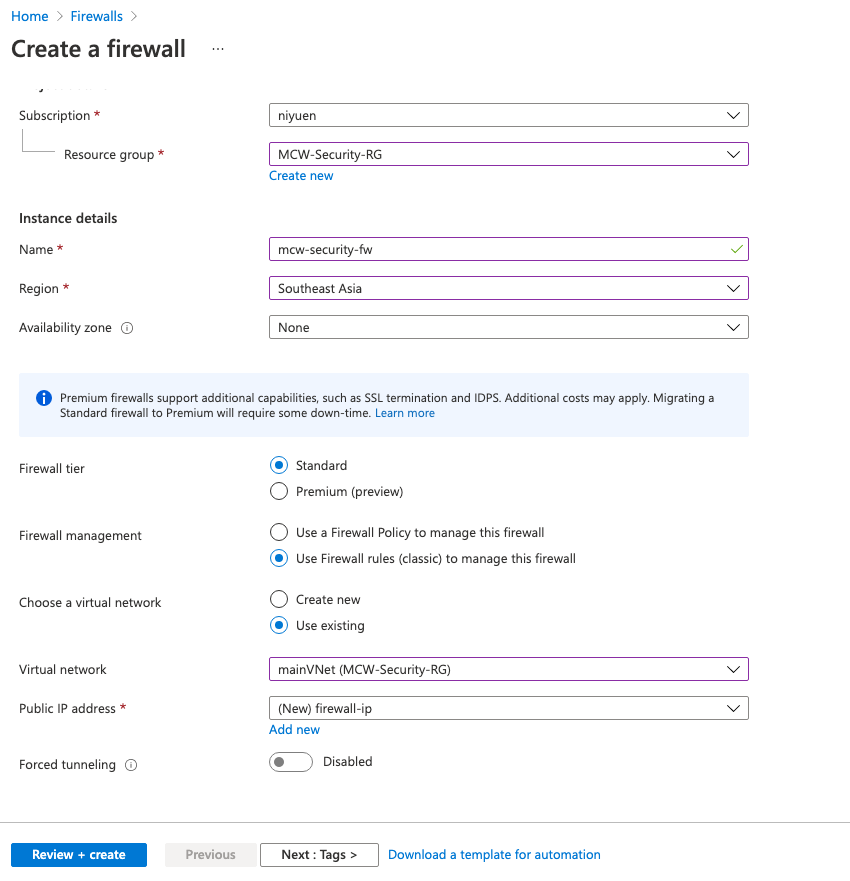 Home > Firewalls >
Create a firewall ...
Subscription *
niyuen
Resource group *
MCW-Security-RG
Create new
Instance details
Name *
mcw-security-fw
Region *
Southeast Asia
Availability zone
None
Premium firewalls support additional capabilities, such as SSL termination and IDPS. Additional costs may apply. Migrating a
Standard firewall to Premium will require some down-time. Learn more
Firewall tier
Standard
Premium (preview)
Firewall management
Use a Firewall Policy to manage this firewall
Use Firewall rules (classic) to manage this firewall
Choose a virtual network
Create new
Use existing
Virtual network
mainVNet (MCW-Security-RG)
Public IP address *
(New) firewall-ip
Add new
Forced tunneling
Disabled
Review + create
Previous
Next : Tags >
Download a template for automation